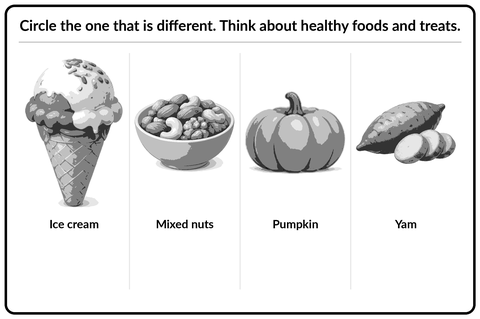 Circle the one that is different. Think about healthy foods and treats.
Ice cream
Mixed nuts
Pumpkin
Yam